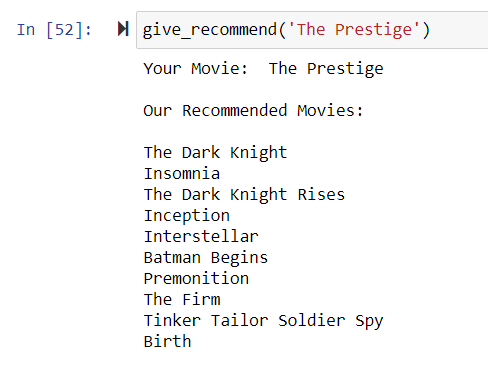 In [52]: give_recommend('The Prestige')
Your Movie:  The Prestige
Our Recommended Movies:
The Dark Knight
Insomnia
The Dark Knight Rises
Inception
Interstellar
Batman Begins
Premonition
The Firm
Tinker Tailor Soldier Spy
Birth